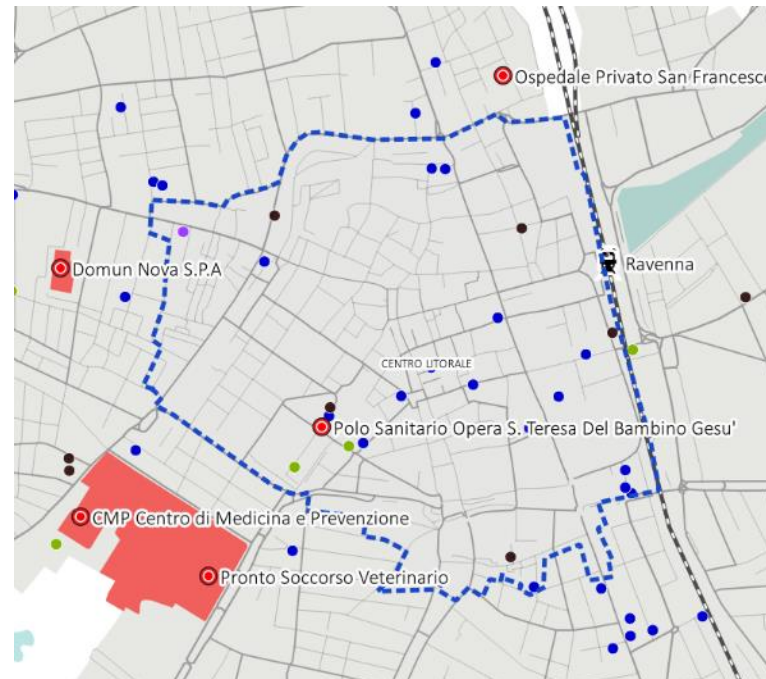 Ospedale Privato San Francesco
Domun Nova S.P.A
Ravenna
CENTRO LITORALE
Polo Sanitario Opera S. Teresa Del Bambino Gesu'
CMP Centro di Medicina e Prevenzione
Pronto Soccorso Veterinario